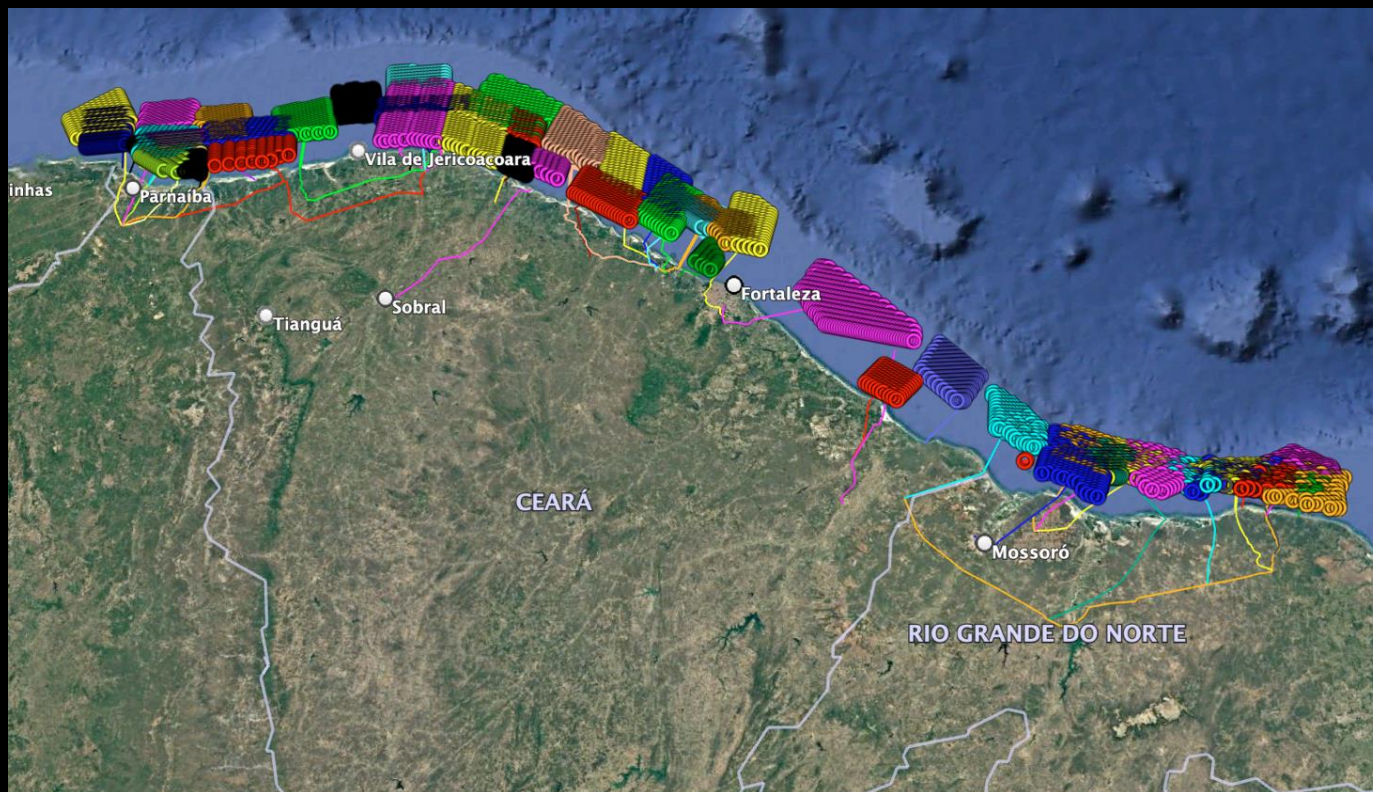 Vila de Jericoacoara
inhas
Parnaíba
Fortaleza
Sobral
Tianguá
CEARÁ
Mossoró
RIO GRANDE DO NORTE